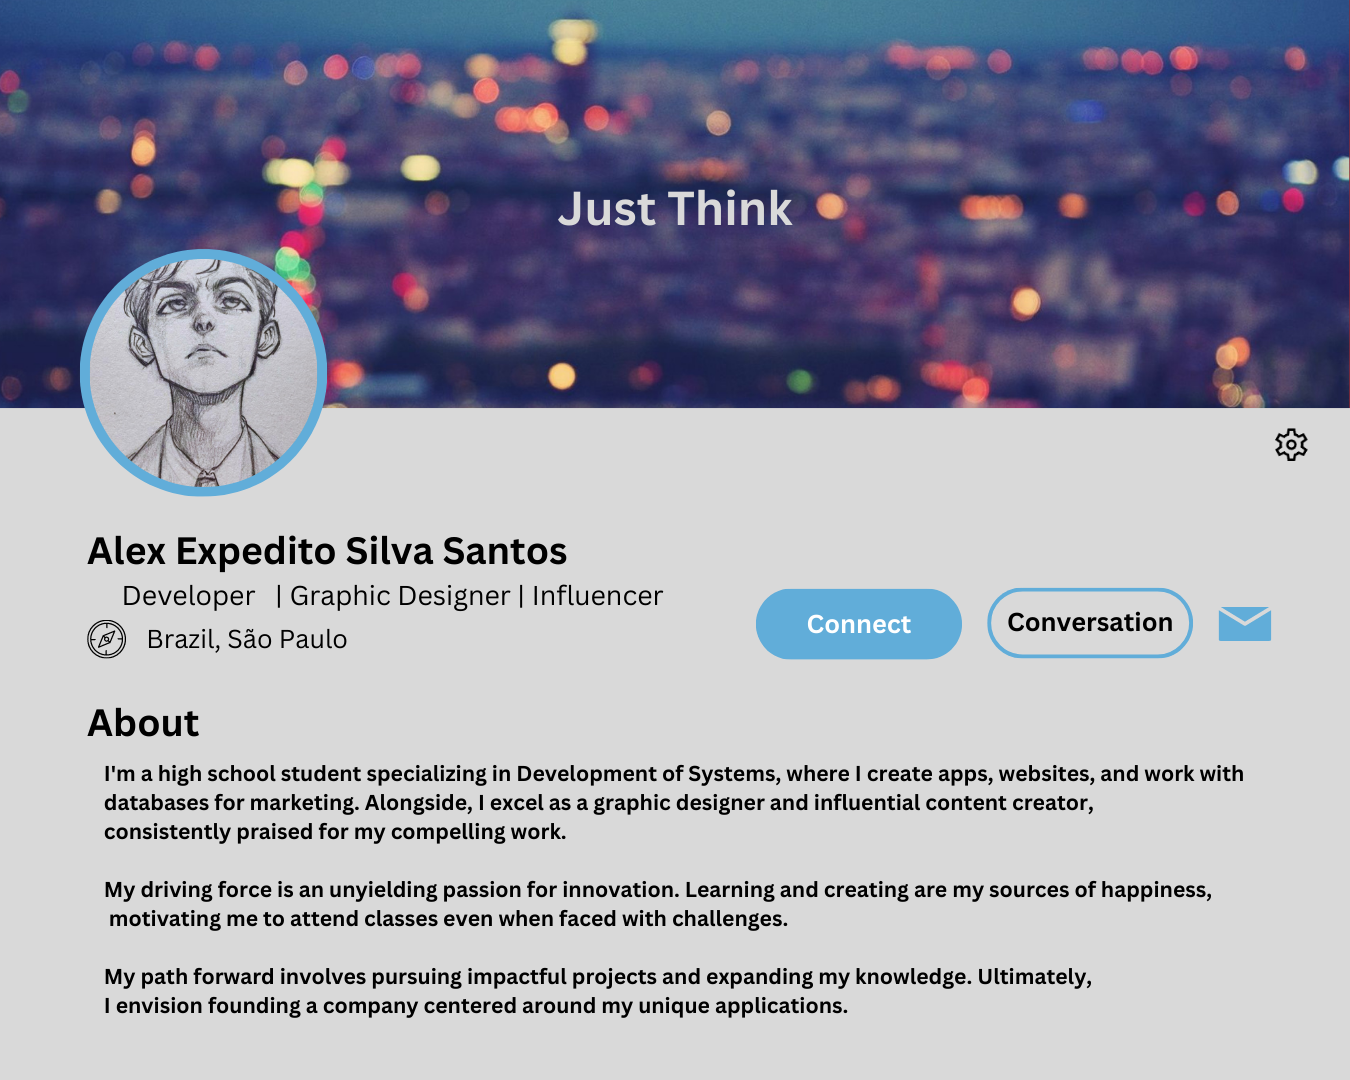 Just Think
Alex Expedito Silva Santos
Developer | Graphic Designer | Influencer
Brazil, São Paulo
Connect
Conversation
About
I'm a high school student specializing in Development of Systems, where I create apps, websites, and work with
databases for marketing. Alongside, I excel as a graphic designer and influential content creator,
consistently praised for my compelling work.
My driving force is an unyielding passion for innovation. Learning and creating are my sources of happiness,
motivating me to attend classes even when faced with challenges.
My path forward involves pursuing impactful projects and expanding my knowledge. Ultimately,
I envision founding a company centered around my unique applications.